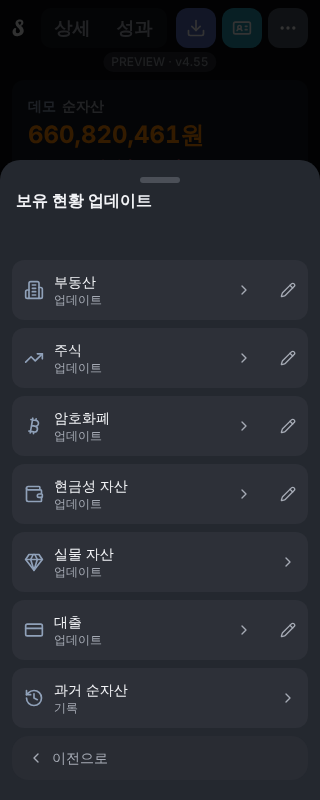 상세 성과
PREVIEW · v4.55
데모 순자산
660,820,461원
보유 현황 업데이트
부동산
업데이트
주식
업데이트
암호화폐
업데이트
현금성 자산
업데이트
실물 자산
업데이트
대출
업데이트
과거 순자산
기록
이전으로